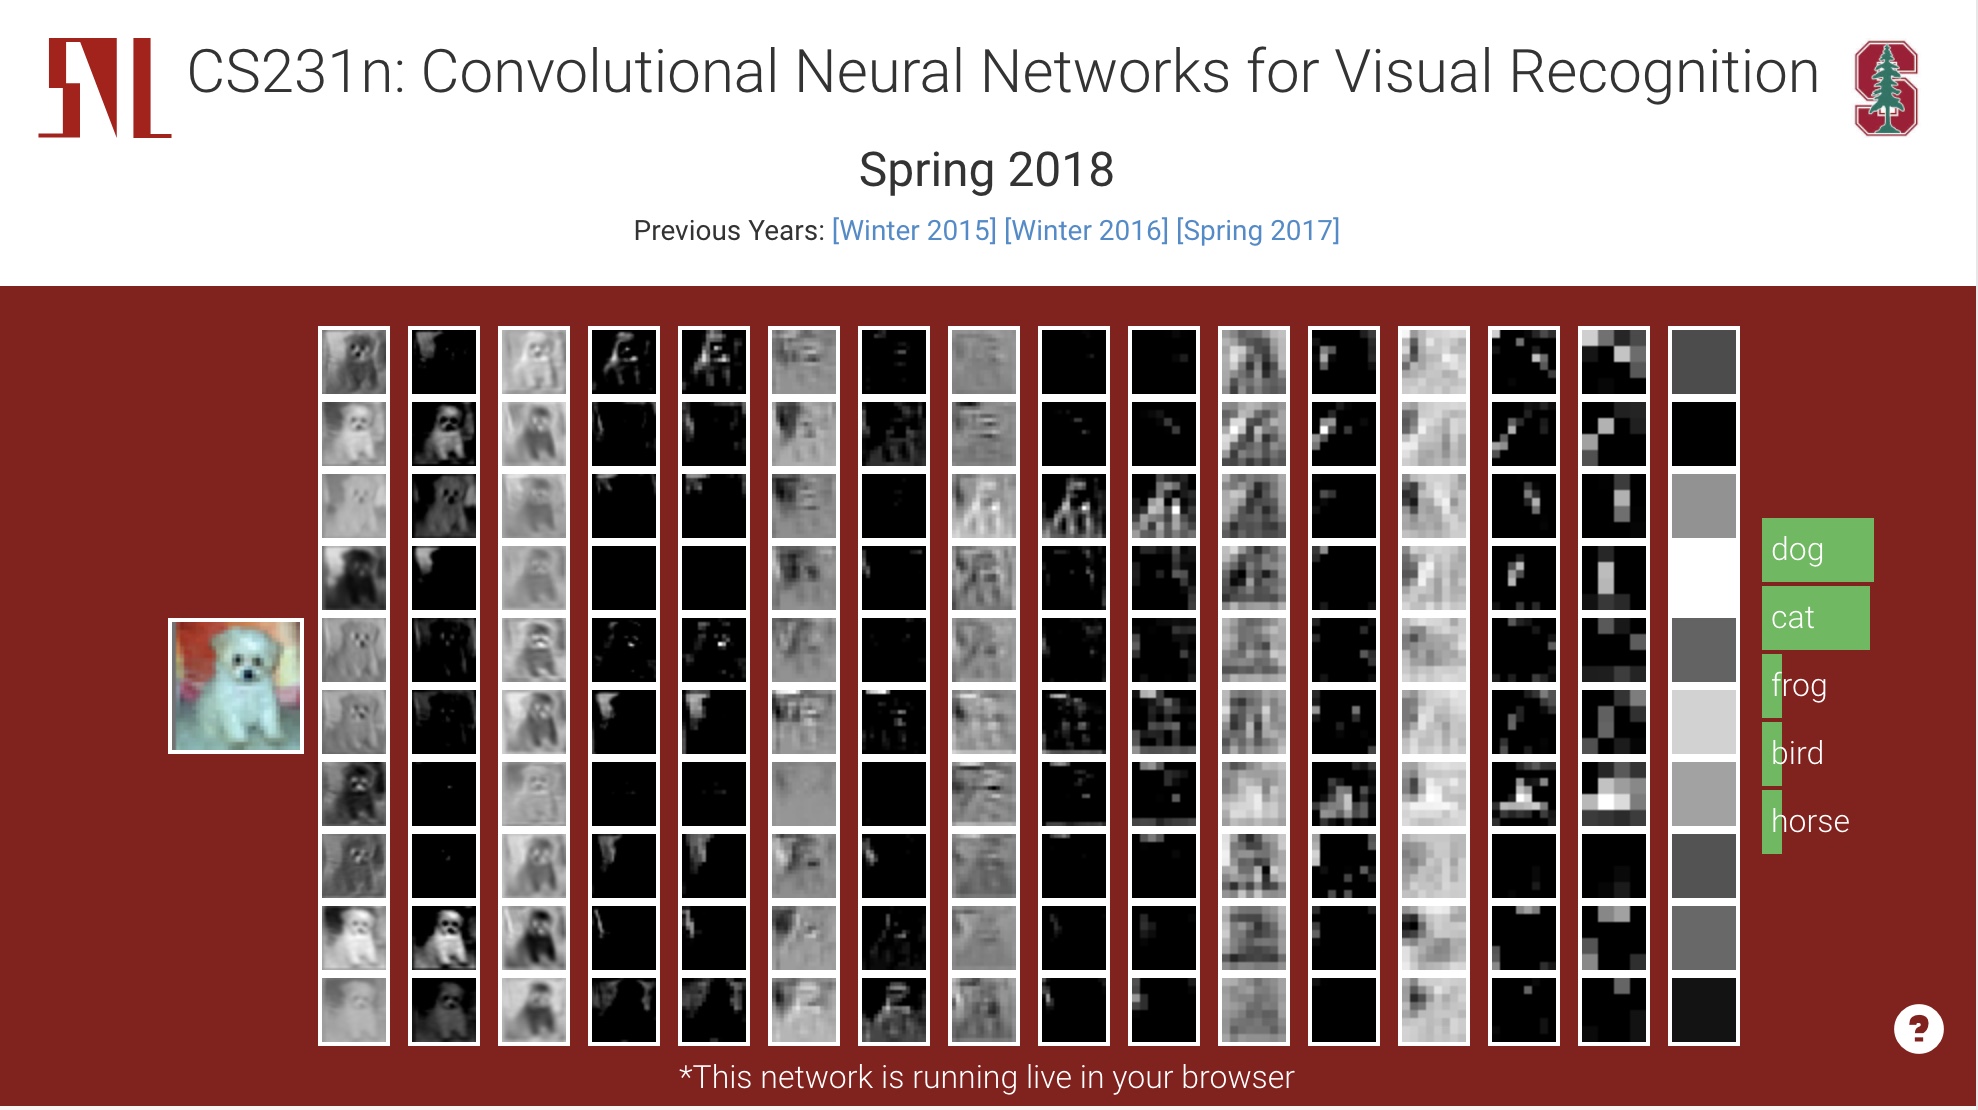 CS231n: Convolutional Neural Networks for Visual Recognition
Spring 2018
Previous Years: [Winter 2015] [Winter 2016] [Spring 2017]
dog
cat
frog
bird
horse
?
*This network is running live in your browser